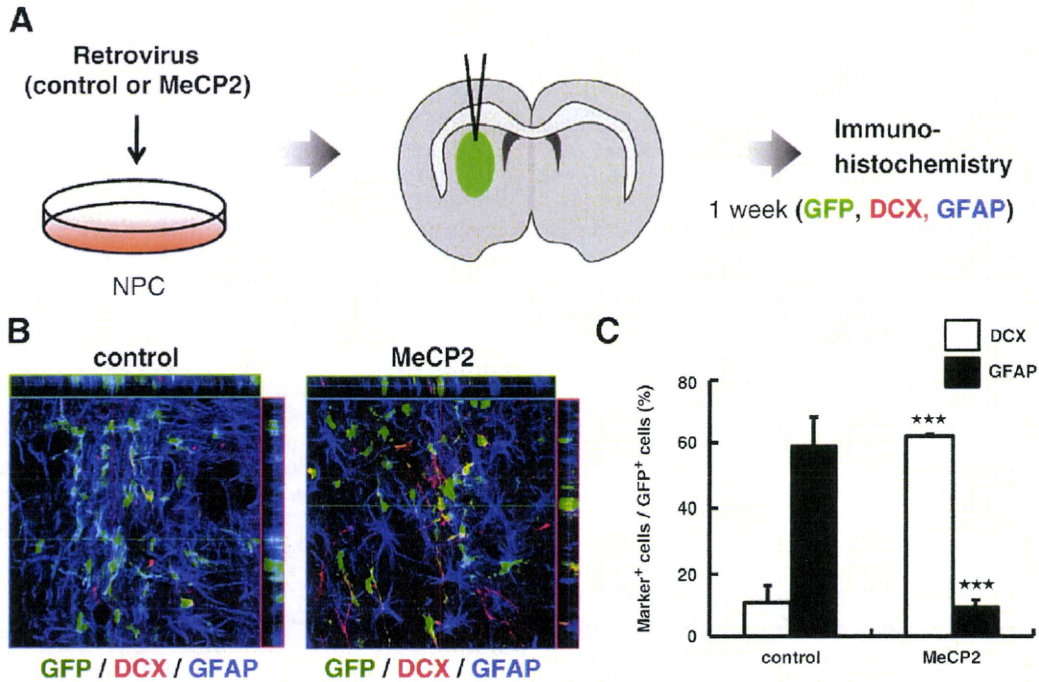 A
Retrovirus
(control or MeCP2)
NPC
Immuno-
histochemistry
1 week (GFP, DCX, GFAP)
B
control
MeCP2
GFP / DCX / GFAP
GFP / DCX / GFAP
C
DCX
GFAP
Marker+ cells / GFP+ cells (%)
80
60
40
20
0
★★★
★★★
control
MeCP2